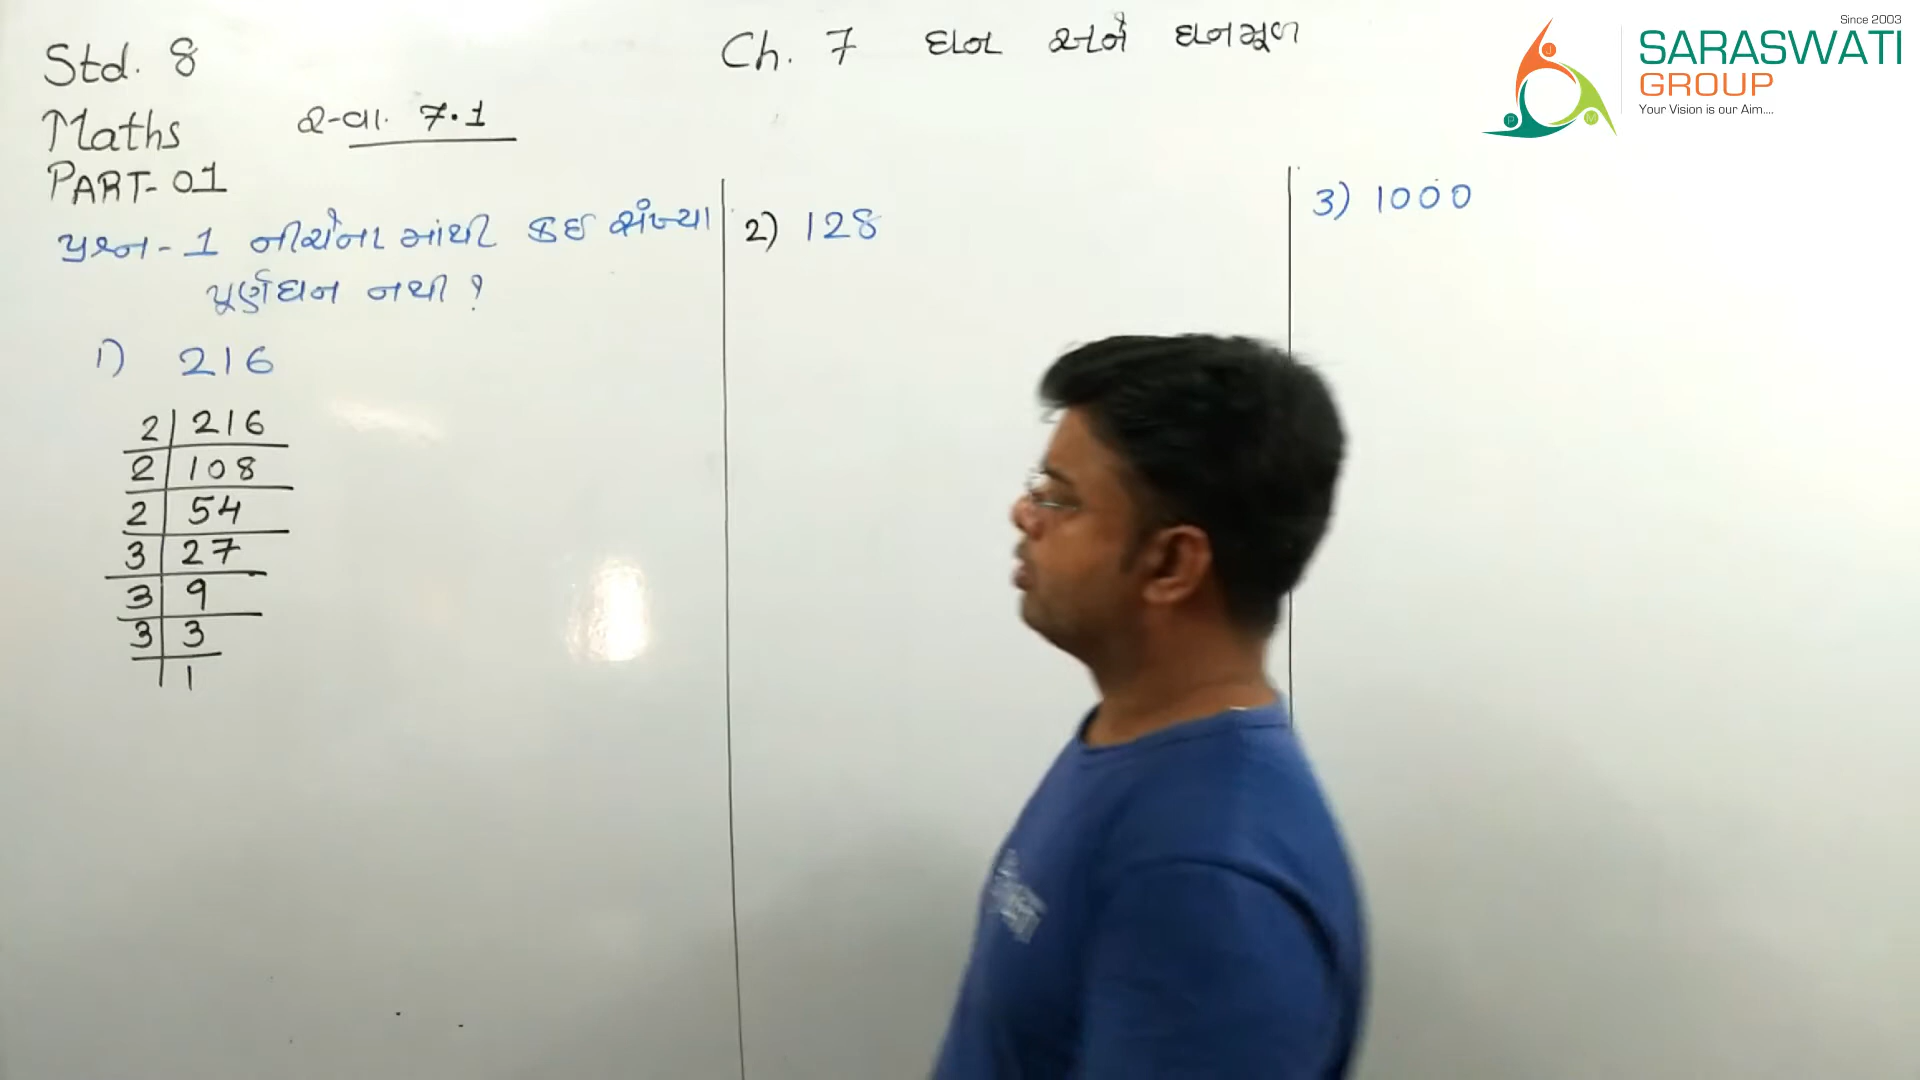 Std. 8
Maths
PART-01
સ્વા. 7.1
Ch. 7 ઘન અને ઘનમૂળ
Since 2003
SARASWATI
GROUP
Your Vision is our Aim....
પ્રશ્ન-1 નીચેના માંથી કઇ સંખ્યા
પૂર્ણઘન નથી ?
1) 216
2 216
2 108
2 54
3 27
3 9
3 3
1
2) 128
3) 1000